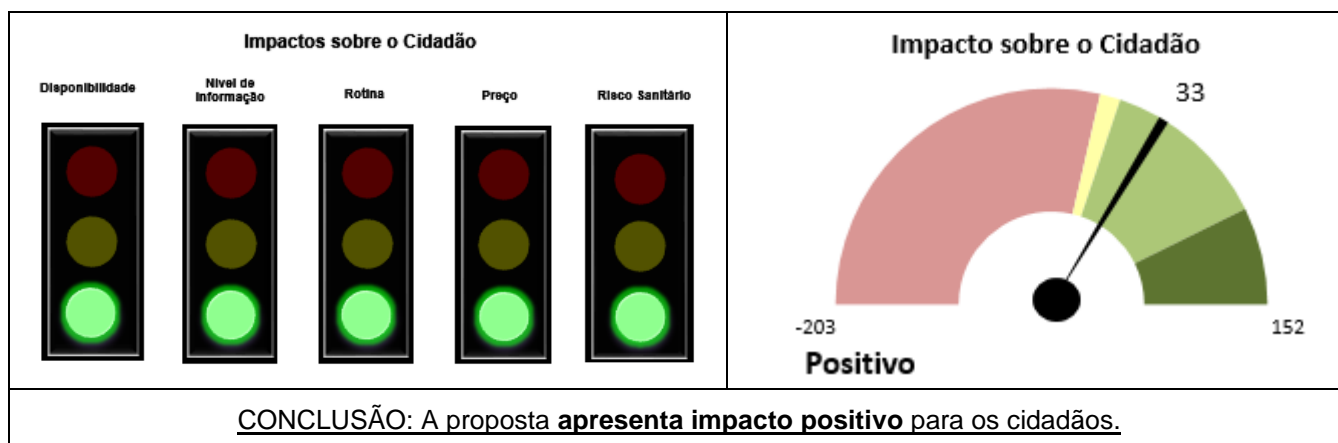 Impactos sobre o Cidadão
Disponibilidade
Nível de
Informação
Rotina
Preço
Risco Sanitário
Impacto sobre o Cidadão
33
-203
152
Positivo
CONCLUSÃO: A proposta apresenta impacto positivo para os cidadãos.